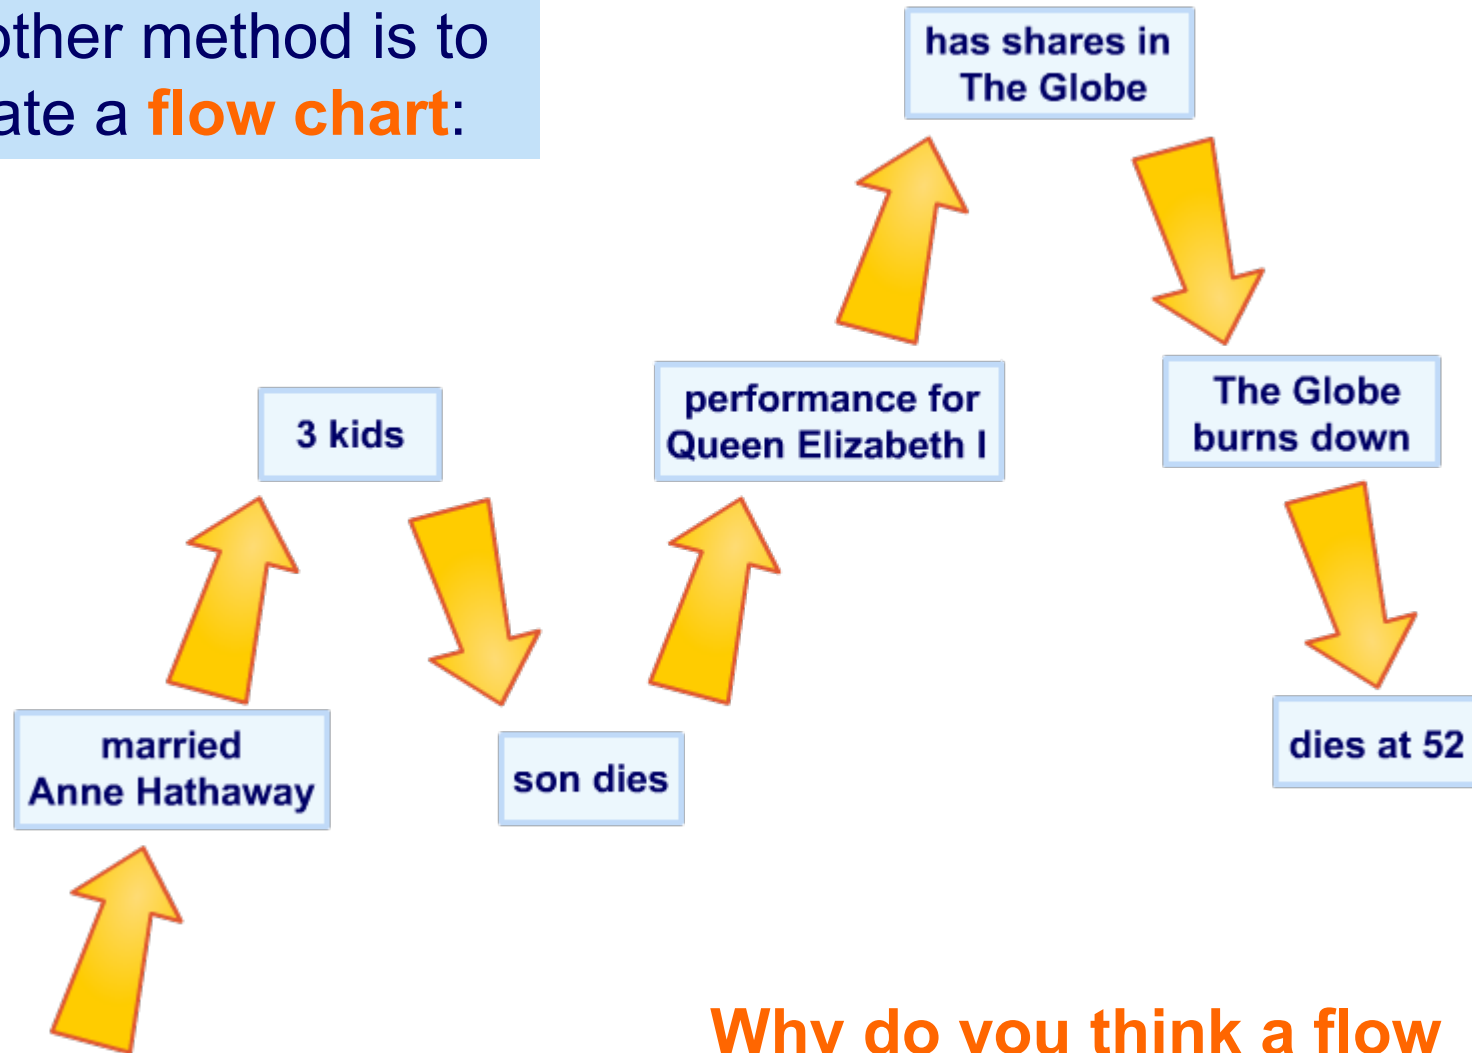 other method is to
ate a flow chart:
has shares in
The Globe
performance for
Queen Elizabeth I
The Globe
burns down
3 kids
married
Anne Hathaway
son dies
dies at 52
Why do you think a flow